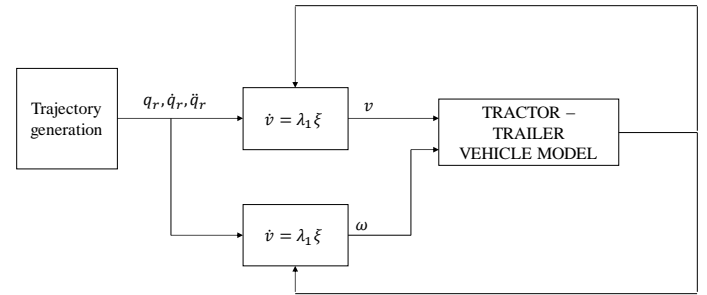 Trajectory
generation
q_r, q̇_r, q̈_r
v̇ = λ₁ξ
v
v̇ = λ₁ξ
ω
TRACTOR –
TRAILER
VEHICLE MODEL